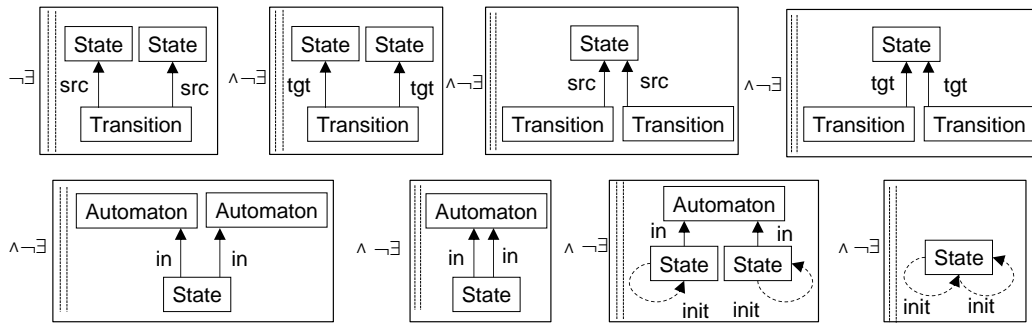 State State State State State State
src src tgt tgt src src tgt tgt
¬∃ ∧¬∃ ∧¬∃ ∧¬∃
Transition Transition Transition Transition Transition Transition
Automaton Automaton Automaton Automaton
in in in in in in
∧¬∃ ∧¬∃ ∧¬∃ ∧¬∃
State State State State State
init init init init